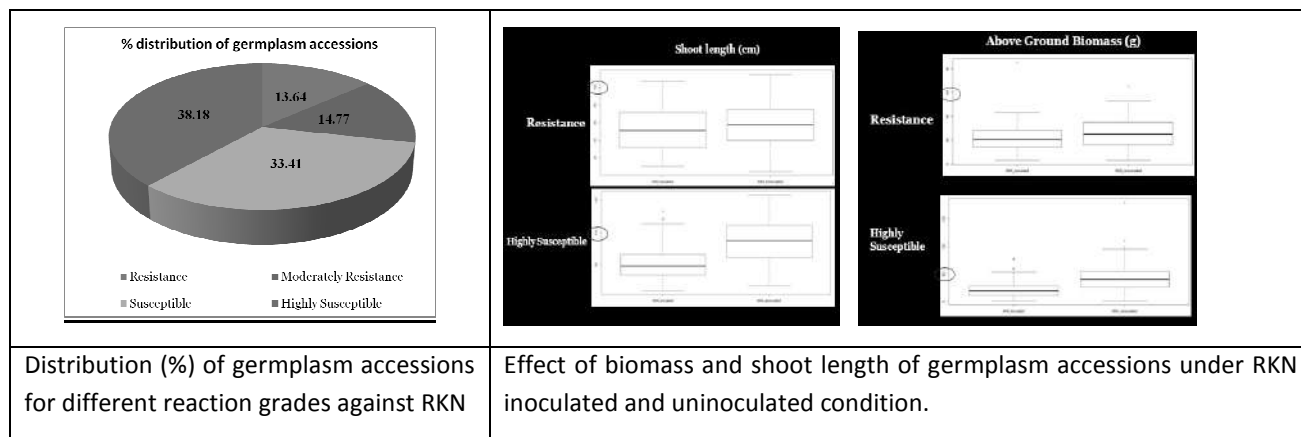 % distribution of germplasm accessions
13.64
14.77
38.18
33.41
Resistance
Moderately Resistance
Susceptible
Highly Susceptible
Shoot length (cm)
Resistance
Highly Susceptible
Above Ground Biomass (g)
Resistance
Highly
Susceptible
Distribution (%) of germplasm accessions
for different reaction grades against RKN
Effect of biomass and shoot length of germplasm accessions under RKN
inoculated and uninoculated condition.